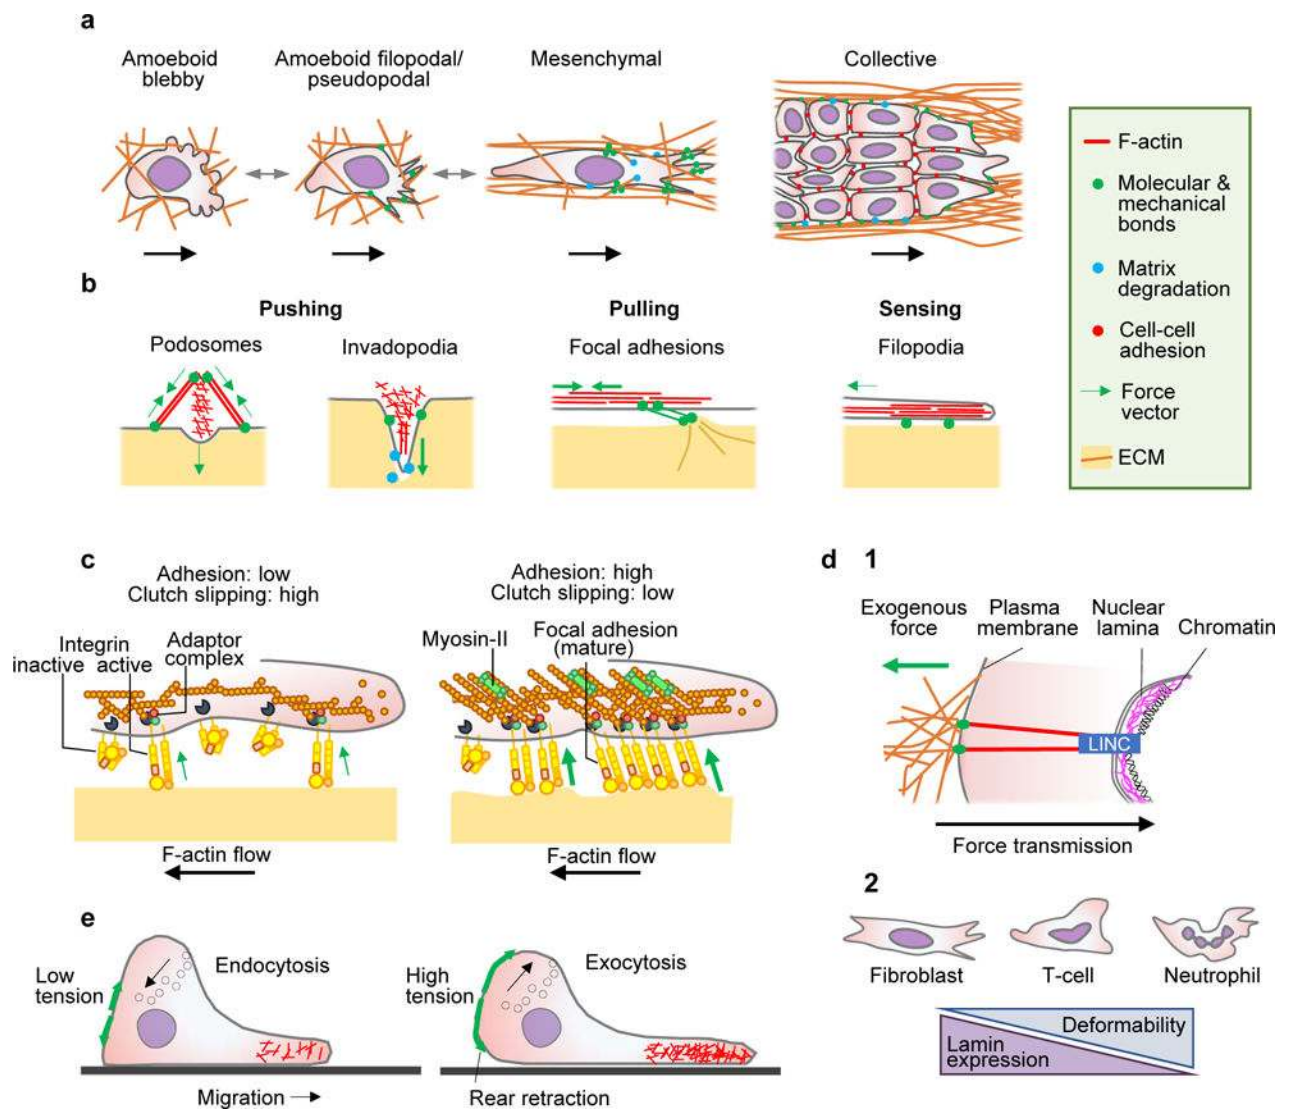 a
Amoeboid
blebby
Amoeboid filopodal/
pseudopodal
Mesenchymal
Collective
F-actin
Molecular &
mechanical
bonds
Matrix
degradation
Cell-cell
adhesion
Force
vector
ECM
b
Pushing
Pulling
Sensing
Podosomes
Invadopodia
Focal adhesions
Filopodia
c
Adhesion: low
Clutch slipping: high
Integrin
inactive active
Adaptor
complex
F-actin flow
Adhesion: high
Clutch slipping: low
Myosin-II
Focal adhesion
(mature)
F-actin flow
d 1
Exogenous
force
Plasma
membrane
Nuclear
lamina
Chromatin
LINC
Force transmission
2
Fibroblast
T-cell
Neutrophil
Deformability
Lamin
expression
e
Low
tension
Endocytosis
Migration
High
tension
Exocytosis
Rear retraction